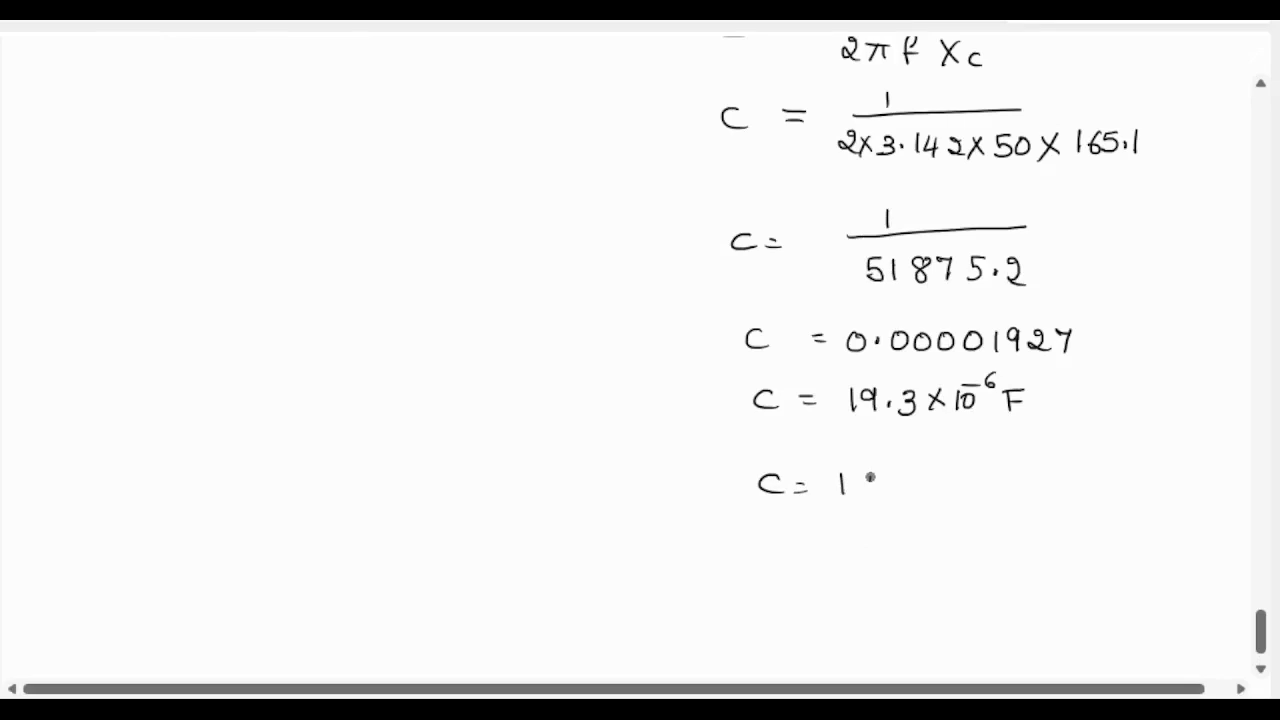 2πf Xc
C = 1 / 2×3.142×50×165.1
C = 1 / 51875.2
C = 0.00001927
C = 19.3×10⁻⁶ F
C = 1